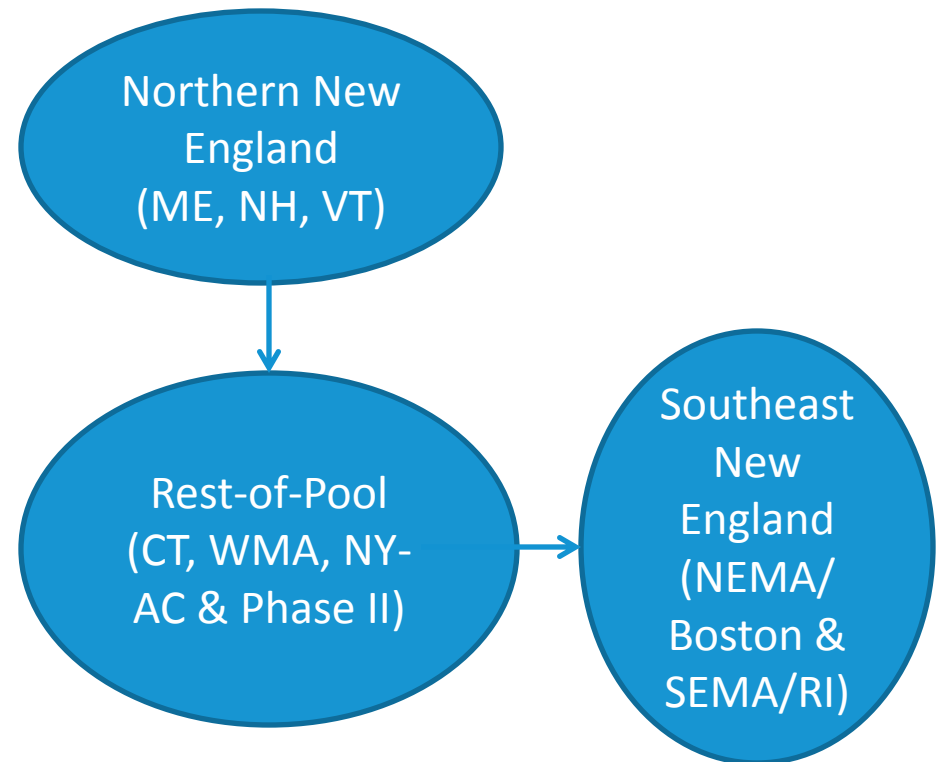 Northern New
England
(ME, NH, VT)
Rest-of-Pool
(CT, WMA, NY-
AC & Phase II)
Southeast
New
England
(NEMA/
Boston &
SEMA/RI)